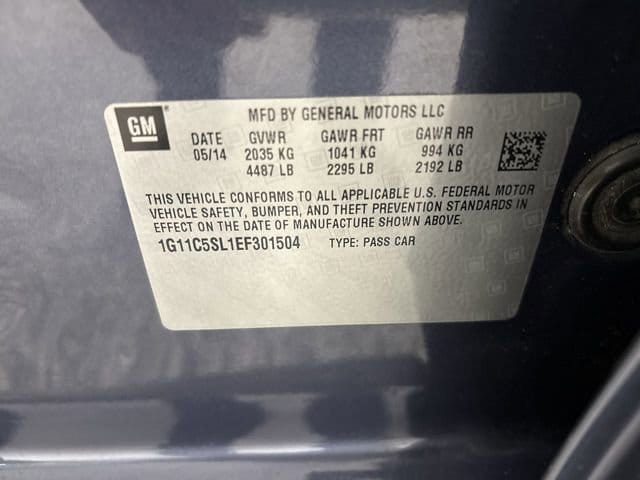 GM
MFD BY GENERAL MOTORS LLC
DATE GVWR GAWR FRT GAWR RR
05/14 2035 KG 1041 KG 994 KG
4487 LB 2295 LB 2192 LB
THIS VEHICLE CONFORMS TO ALL APPLICABLE U.S. FEDERAL MOTOR
VEHICLE SAFETY, BUMPER, AND THEFT PREVENTION STANDARDS IN
EFFECT ON THE DATE OF MANUFACTURE SHOWN ABOVE.
1G11C5SL1EF301504 TYPE: PASS CAR